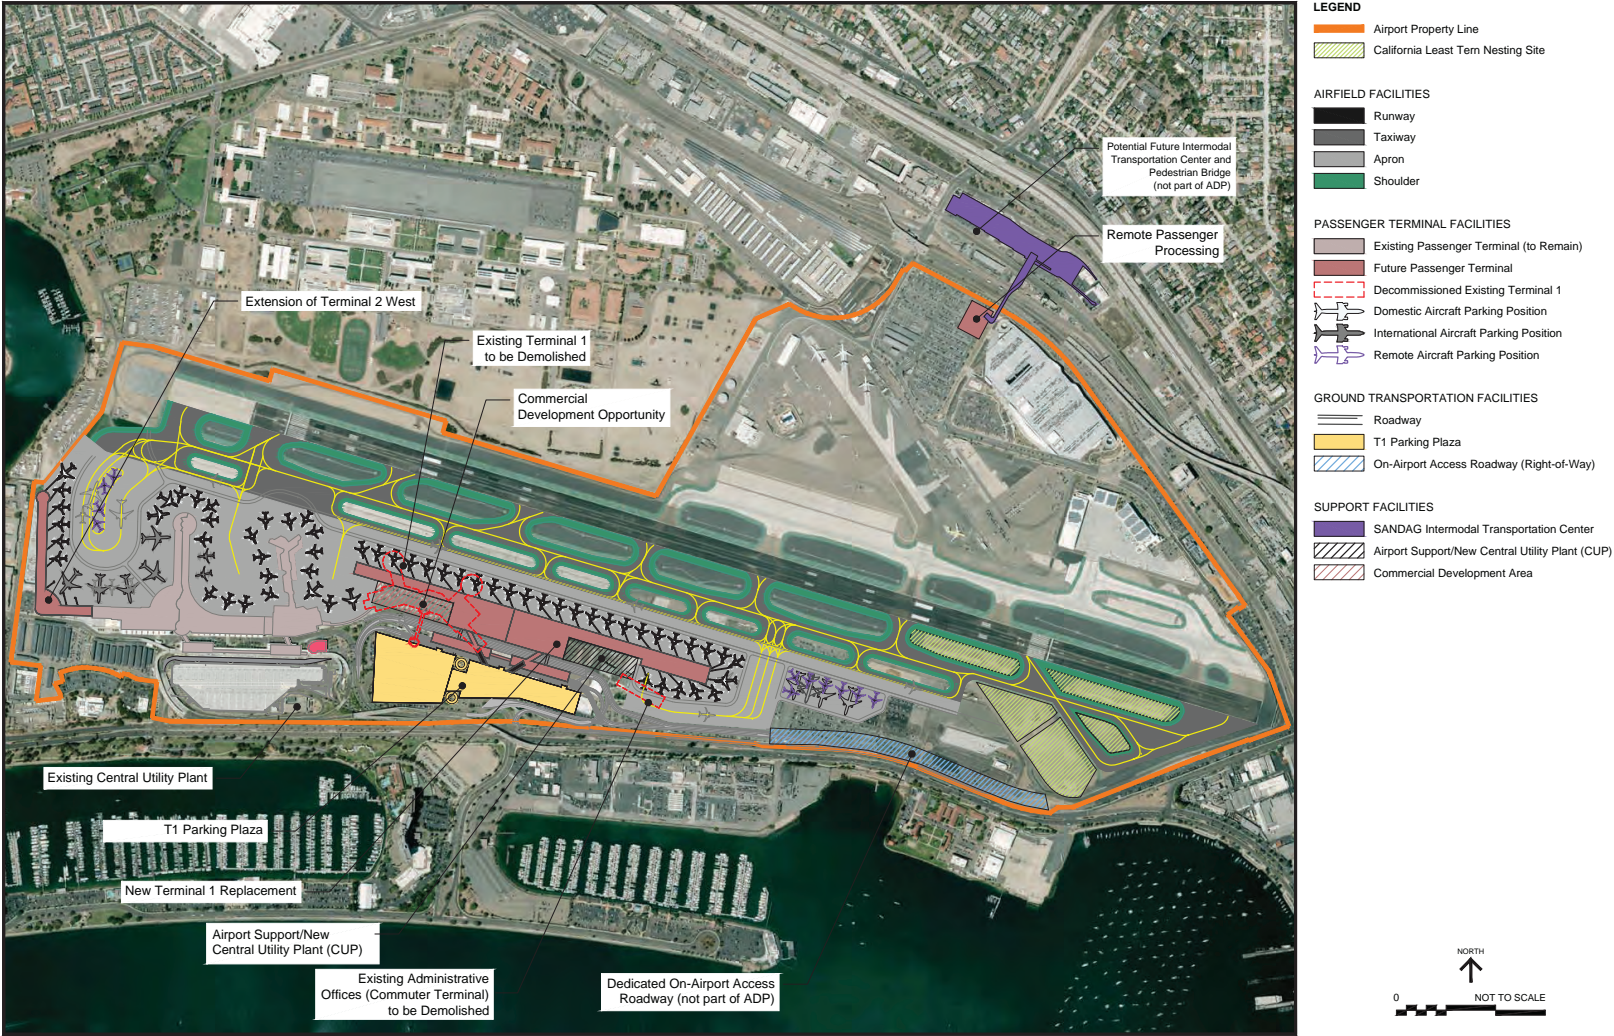 Potential Future Intermodal
Transportation Center and
Pedestrian Bridge
(not part of ADP)
Remote Passenger
Processing
Extension of Terminal 2 West
Existing Terminal 1
to be Demolished
Commercial
Development Opportunity
Existing Central Utility Plant
T1 Parking Plaza
New Terminal 1 Replacement
Airport Support/New
Central Utility Plant (CUP)
Existing Administrative
Offices (Commuter Terminal)
to be Demolished
Dedicated On-Airport Access
Roadway (not part of ADP)
LEGEND
Airport Property Line
California Least Tern Nesting Site
AIRFIELD FACILITIES
Runway
Taxiway
Apron
Shoulder
PASSENGER TERMINAL FACILITIES
Existing Passenger Terminal (to Remain)
Future Passenger Terminal
Decommissioned Existing Terminal 1
Domestic Aircraft Parking Position
International Aircraft Parking Position
Remote Aircraft Parking Position
GROUND TRANSPORTATION FACILITIES
Roadway
T1 Parking Plaza
On-Airport Access Roadway (Right-of-Way)
SUPPORT FACILITIES
SANDAG Intermodal Transportation Center
Airport Support/New Central Utility Plant (CUP)
Commercial Development Area
NORTH
0 NOT TO SCALE